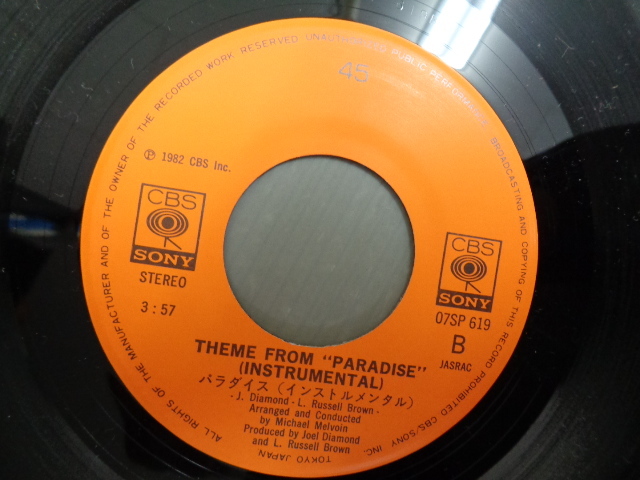 ALL RIGHTS OF THE MANUFACTURER AND OF THE OWNER OF THE RECORDED WORK RESERVED UNAUTHORISED PUBLIC PERFORMANCE BROADCASTING AND COPYING OF THIS RECORD PROHIBITED CBS/SONY INC. TOKYO JAPAN
45
Ⓟ 1982 CBS Inc.
CBS
SONY
STEREO
3:57
CBS
SONY
07SP 619
B
JASRAC
THEME FROM "PARADISE"
(INSTRUMENTAL)
パラダイス(インストルメンタル)
-J. Diamond-L. Russell Brown-
Arranged and Conducted
by Michael Melvoin
Produced by Joel Diamond
and L. Russell Brown